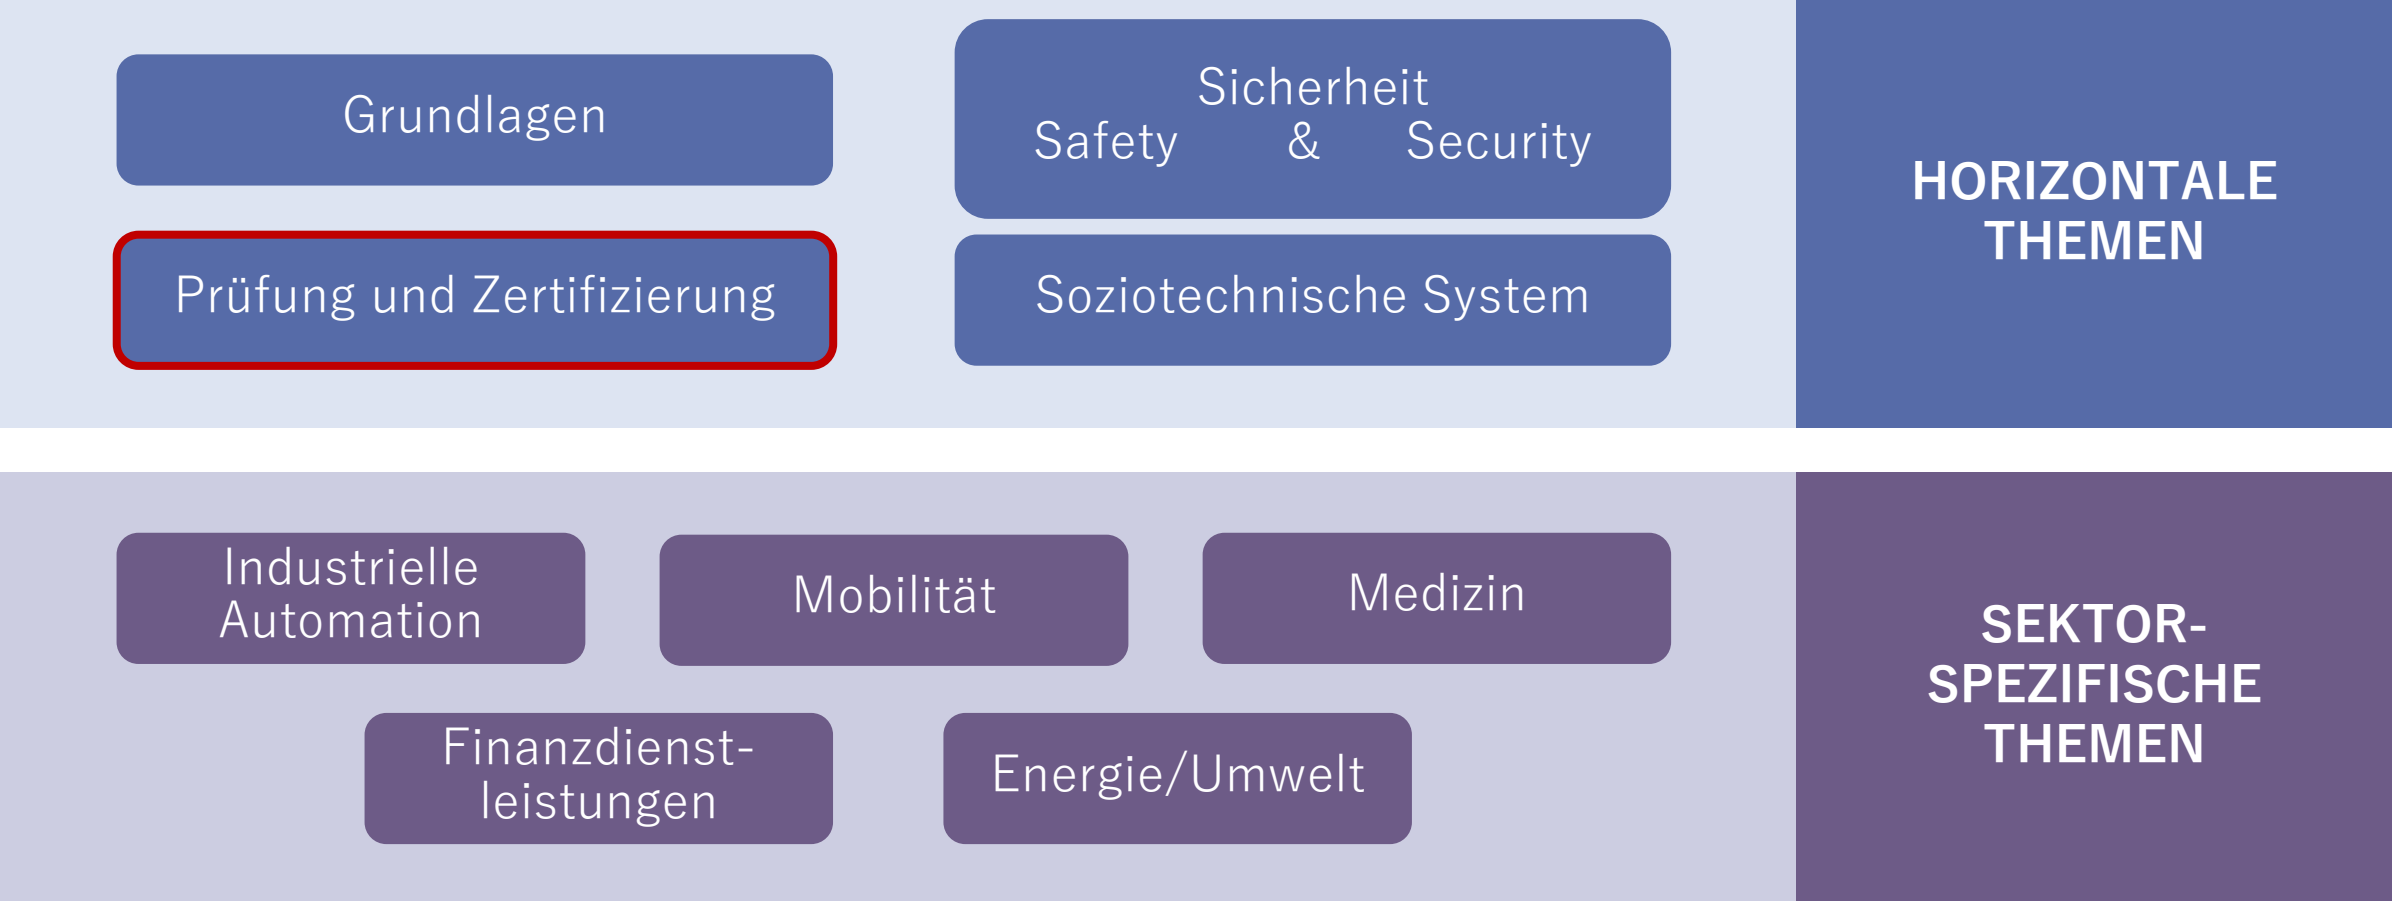 Grundlagen
Sicherheit
Safety & Security
Prüfung und Zertifizierung
Soziotechnische System
HORIZONTALE
THEMEN
Industrielle
Automation
Mobilität
Medizin
Finanzdienst-
leistungen
Energie/Umwelt
SEKTOR-
SPEZIFISCHE
THEMEN